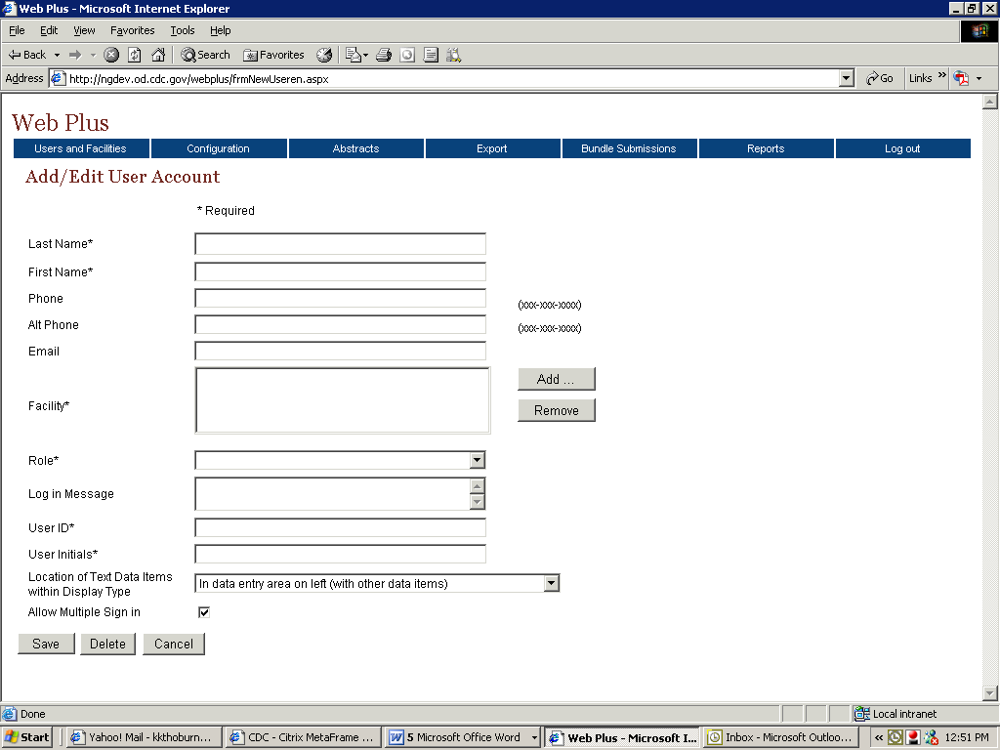 Web Plus - Microsoft Internet Explorer
File Edit View Favorites Tools Help
Back Search Favorites
Address http://ngdev.od.cdc.gov/webplus/frmNewUseren.aspx Go Links »
Web Plus
Users and Facilities Configuration Abstracts Export Bundle Submissions Reports Log out
Add/Edit User Account
* Required
Last Name*
First Name*
Phone (xxx-xxx-xxxx)
Alt Phone (xxx-xxx-xxxx)
Email
Facility* Add ...
Remove
Role*
Log in Message
User ID*
User Initials*
Location of Text Data Items
within Display Type In data entry area on left (with other data items)
Allow Multiple Sign in
Save Delete Cancel
Done Local intranet
Start Yahoo! Mail - kkthoburn... CDC - Citrix MetaFrame ... 5 Microsoft Office Word Web Plus - Microsoft I... Inbox - Microsoft Outloo... « 12:51 PM